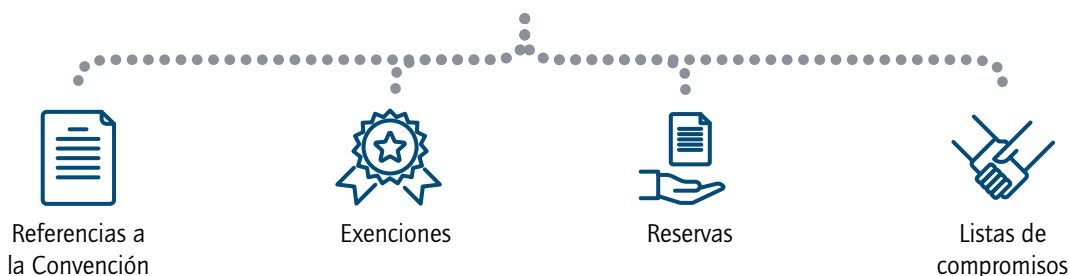 Referencias a
la Convención
Exenciones
Reservas
Listas de
compromisos